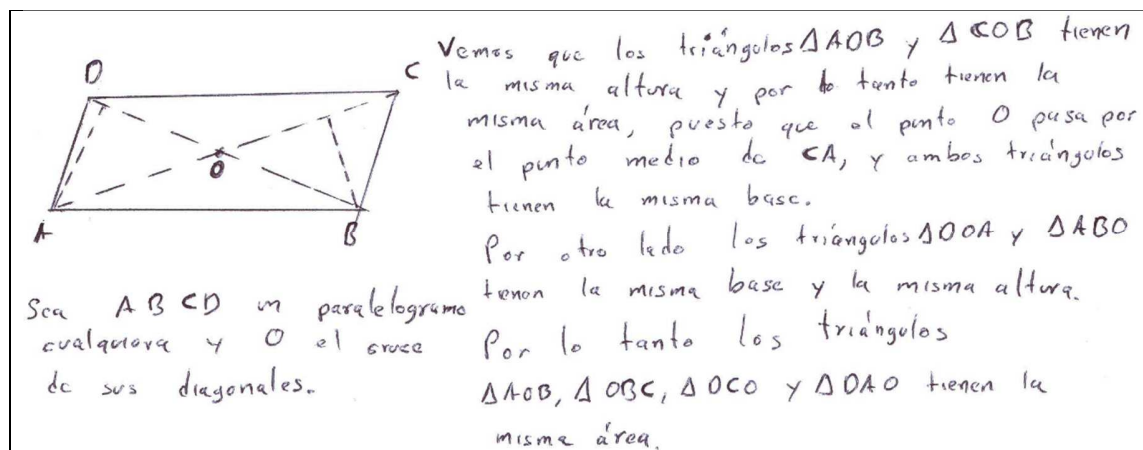 D
C
O
A
B
Sea ABCD un paralelogramo
cualquiera y O el cruce
de sus diagonales.
Vemos que los triángulos ΔAOB y ΔCOB tienen
la misma altura y por lo tanto tienen la
misma área, puesto que el punto O pasa por
el punto medio de CA, y ambos triángulos
tienen la misma base.
Por otro lado los triángulos ΔDOA y ΔABO
tienen la misma base y la misma altura.
Por lo tanto los triángulos
ΔAOB, ΔOBC, ΔOCD y ΔDAO tienen la
misma área.